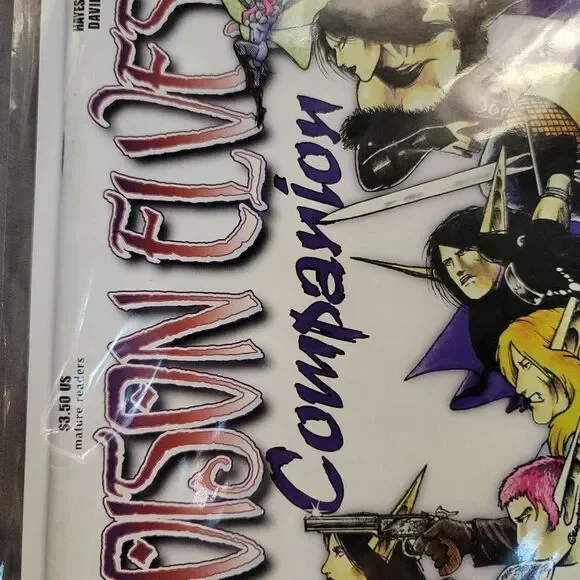 HAYES
DAVI
OISON ELVES
Companion
$3.50 US
mature readers